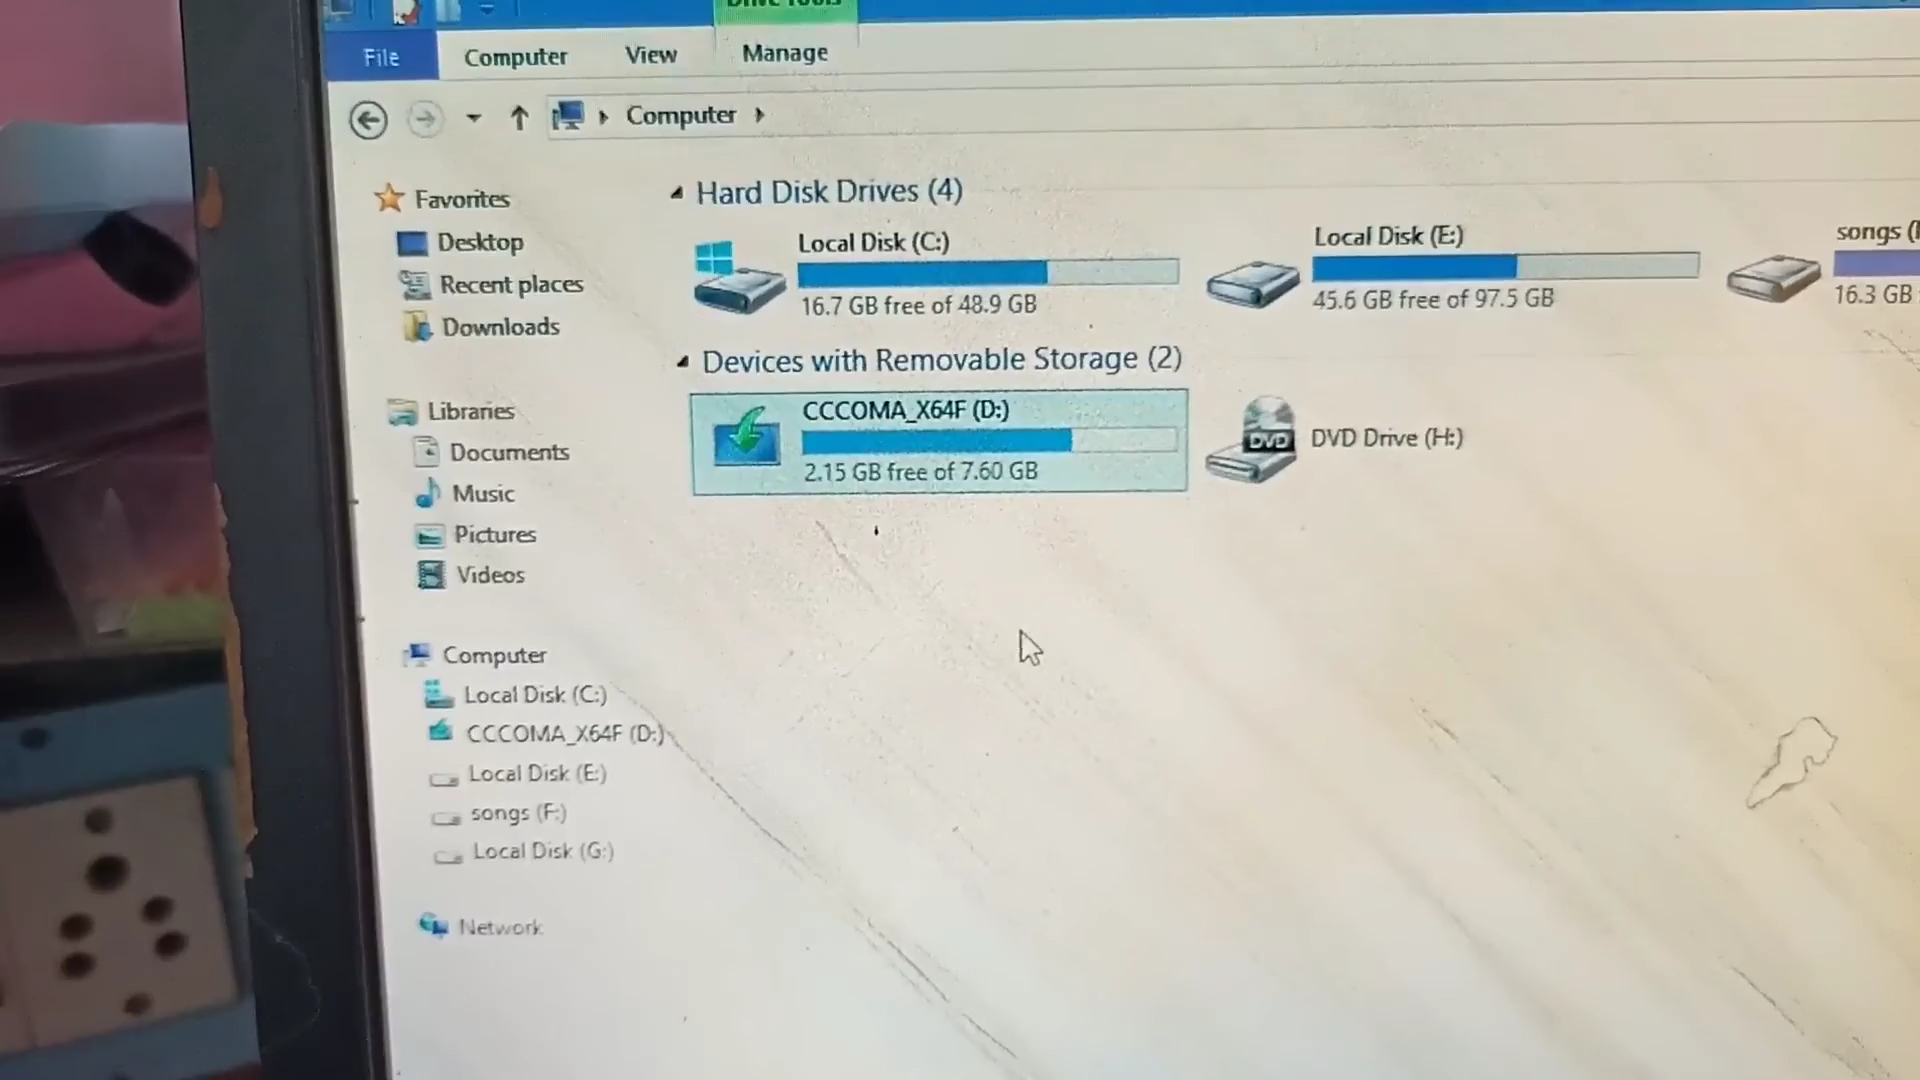 Drive Tools
File Computer View Manage
Computer
Favorites
Desktop
Recent places
Downloads
Libraries
Documents
Music
Pictures
Videos
Computer
Local Disk (C:)
CCCOMA_X64F (D:)
Local Disk (E:)
songs (F:)
Local Disk (G:)
Network
Hard Disk Drives (4)
Local Disk (C:)
16.7 GB free of 48.9 GB
Local Disk (E:)
45.6 GB free of 97.5 GB
songs (
16.3 GB
Devices with Removable Storage (2)
CCCOMA_X64F (D:)
2.15 GB free of 7.60 GB
DVD
DVD Drive (H:)